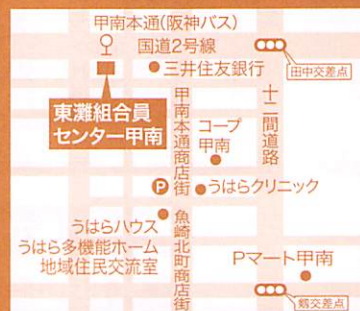 甲南本通(阪神バス)
国道2号線
三井住友銀行
田中交差点
東灘組合員
センター甲南
甲南本通商店街
コープ
甲南
十二間道路
P
うはらクリニック
うはらハウス
うはら多機能ホーム
地域住民交流室
魚崎北町商店街
Pマート甲南
鷄交差点